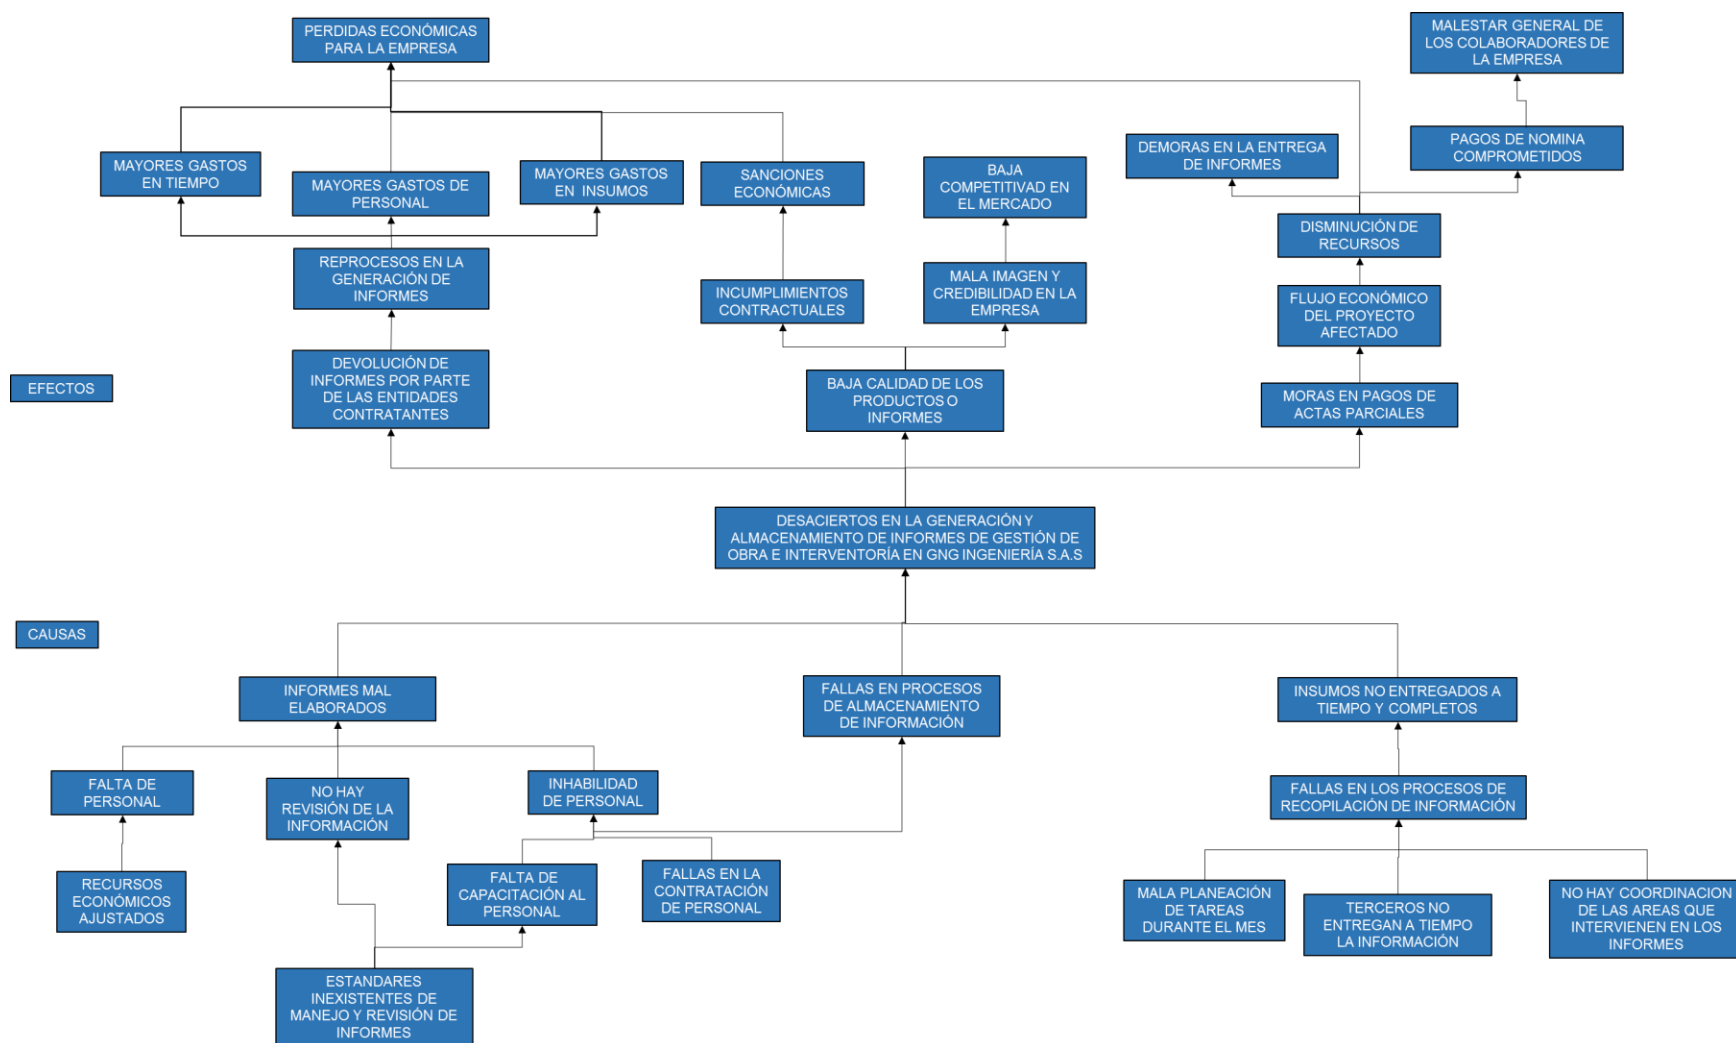 PERDIDAS ECONÓMICAS
PARA LA EMPRESA
MALESTAR GENERAL DE
LOS COLABORADORES DE
LA EMPRESA
MAYORES GASTOS
EN TIEMPO
MAYORES GASTOS DE
PERSONAL
MAYORES GASTOS
EN INSUMOS
SANCIONES
ECONÓMICAS
BAJA
COMPETITIVAD EN
EL MERCADO
DEMORAS EN LA ENTREGA
DE INFORMES
PAGOS DE NOMINA
COMPROMETIDOS
REPROCESOS EN LA
GENERACIÓN DE
INFORMES
INCUMPLIMIENTOS
CONTRACTUALES
MALA IMAGEN Y
CREDIBILIDAD EN LA
EMPRESA
DISMINUCIÓN DE
RECURSOS
FLUJO ECONÓMICO
DEL PROYECTO
AFECTADO
EFECTOS
DEVOLUCIÓN DE
INFORMES POR PARTE
DE LAS ENTIDADES
CONTRATANTES
BAJA CALIDAD DE LOS
PRODUCTOS O
INFORMES
MORAS EN PAGOS DE
ACTAS PARCIALES
DESACIERTOS EN LA GENERACIÓN Y
ALMACENAMIENTO DE INFORMES DE GESTIÓN DE
OBRA E INTERVENTORÍA EN GNG INGENIERÍA S.A.S
CAUSAS
INFORMES MAL
ELABORADOS
FALLAS EN PROCESOS
DE ALMACENAMIENTO
DE INFORMACIÓN
INSUMOS NO ENTREGADOS A
TIEMPO Y COMPLETOS
FALTA DE
PERSONAL
NO HAY
REVISIÓN DE LA
INFORMACIÓN
INHABILIDAD
DE PERSONAL
FALLAS EN LOS PROCESOS DE
RECOPILACIÓN DE INFORMACIÓN
RECURSOS
ECONÓMICOS
AJUSTADOS
FALTA DE
CAPACITACIÓN AL
PERSONAL
FALLAS EN LA
CONTRATACIÓN
DE PERSONAL
MALA PLANEACIÓN
DE TAREAS
DURANTE EL MES
TERCEROS NO
ENTREGAN A TIEMPO
LA INFORMACIÓN
NO HAY COORDINACION
DE LAS AREAS QUE
INTERVIENEN EN LOS
INFORMES
ESTANDARES
INEXISTENTES DE
MANEJO Y REVISIÓN DE
INFORMES